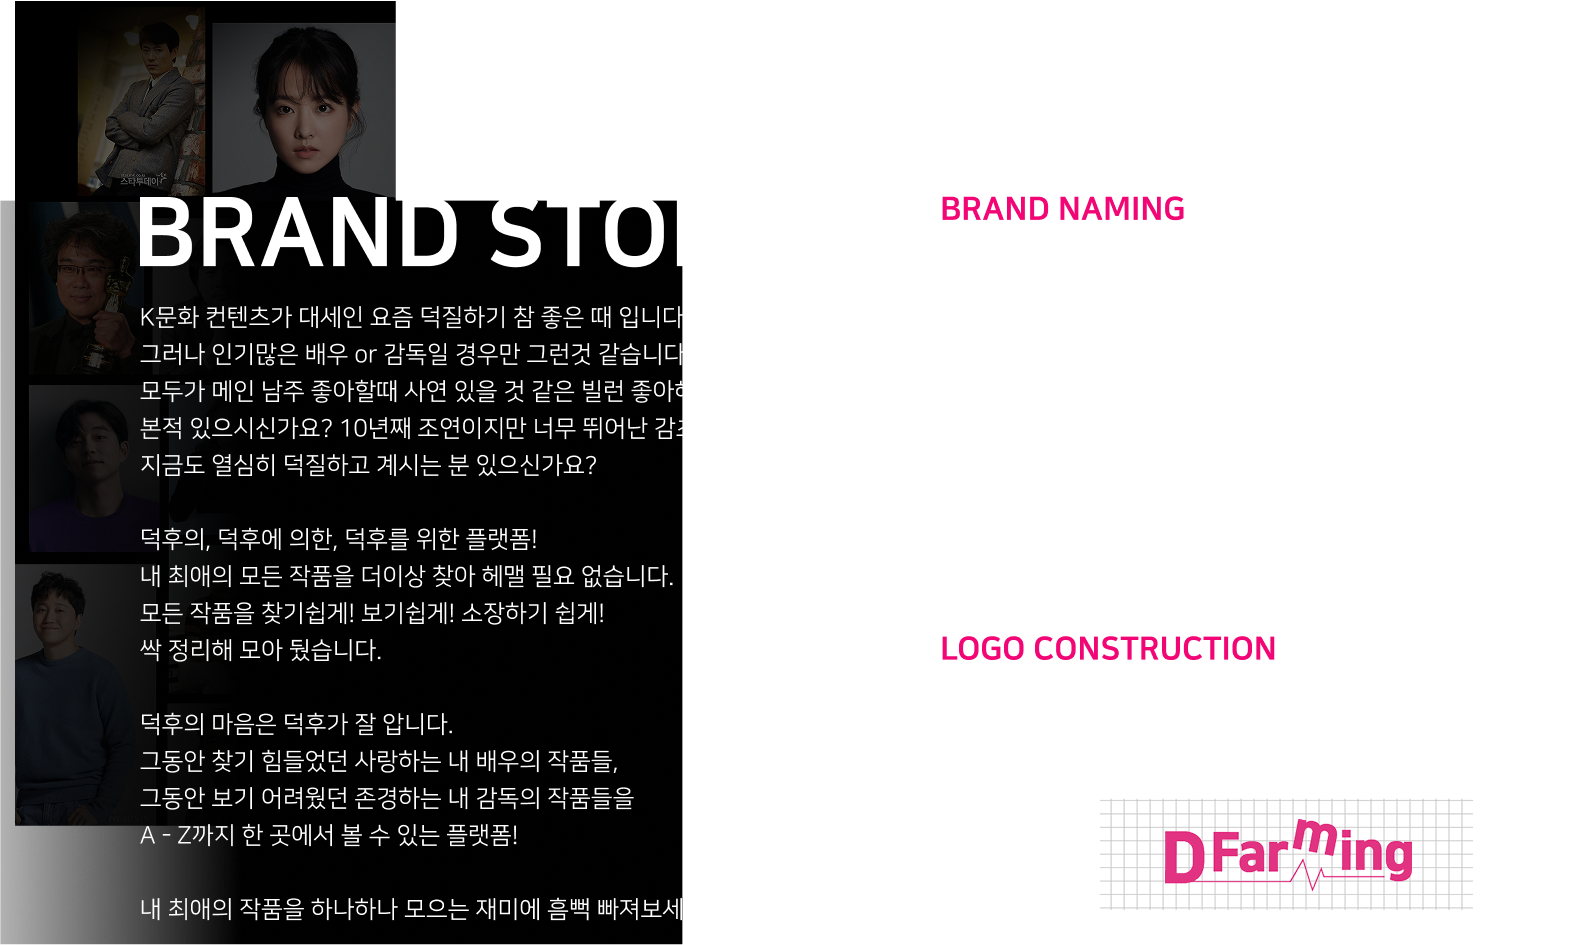 스타투데이
BRAND STO
K문화 컨텐츠가 대세인 요즘 덕질하기 참 좋은 때 입니다
그러나 인기많은 배우 or 감독일 경우만 그런것 같습니다
모두가 메인 남주 좋아할때 사연 있을 것 같은 빌런 좋아
본적 있으시신가요? 10년째 조연이지만 너무 뛰어난
지금도 열심히 덕질하고 계시는 분 있으신가요?
덕후의, 덕후에 의한, 덕후를 위한 플랫폼!
내 최애의 모든 작품을 더이상 찾아 헤맬 필요 없습니다.
모든 작품을 찾기쉽게! 보기쉽게! 소장하기 쉽게!
싹 정리해 모아 뒀습니다.
덕후의 마음은 덕후가 잘 압니다.
그동안 찾기 힘들었던 사랑하는 내 배우의 작품들,
그동안 보기 어려웠던 존경하는 내 감독의 작품들을
A - Z까지 한 곳에서 볼 수 있는 플랫폼!
내 최애의 작품을 하나하나 모으는 재미에 흠뻑 빠져보세
BRAND NAMING
LOGO CONSTRUCTION
D Farming